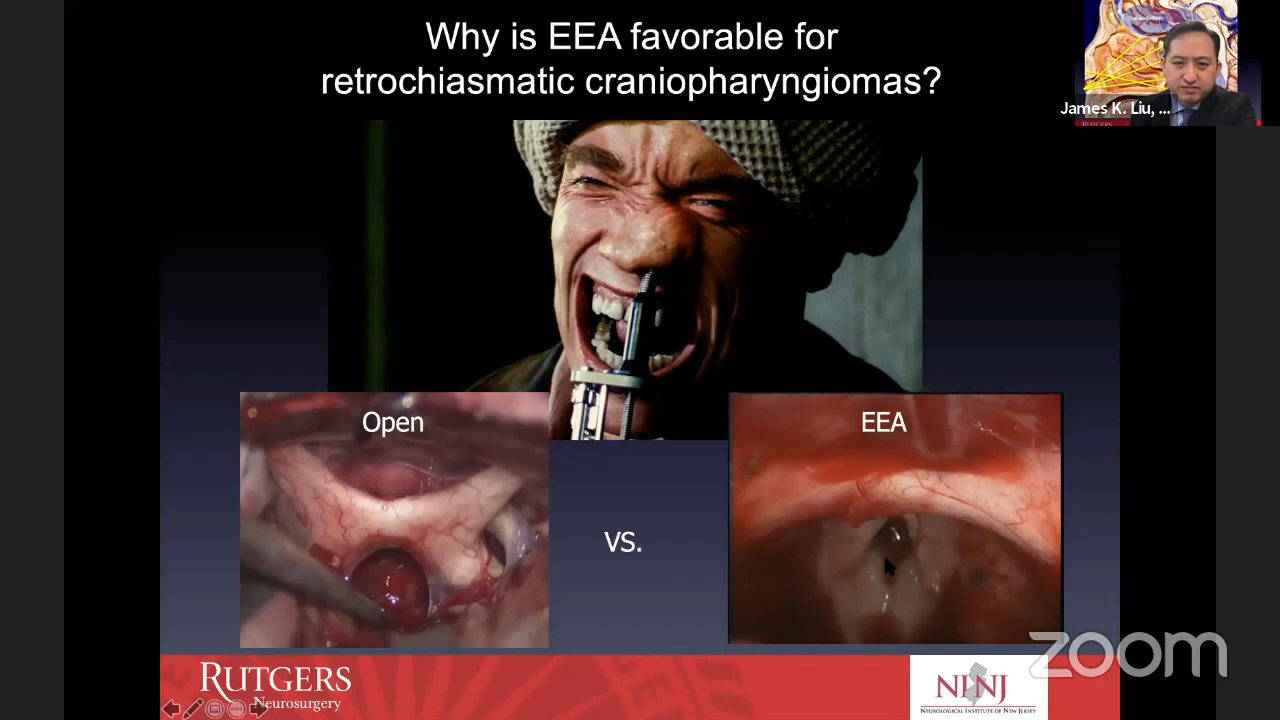 Why is EEA favorable for
retrochiasmatic craniopharyngiomas?
James K. Liu, ...
RUTGERS
Open
EEA
VS.
zoom
RUTGERS
Neurosurgery
NINJ
NEUROLOGICAL INSTITUTE OF NEW JERSEY